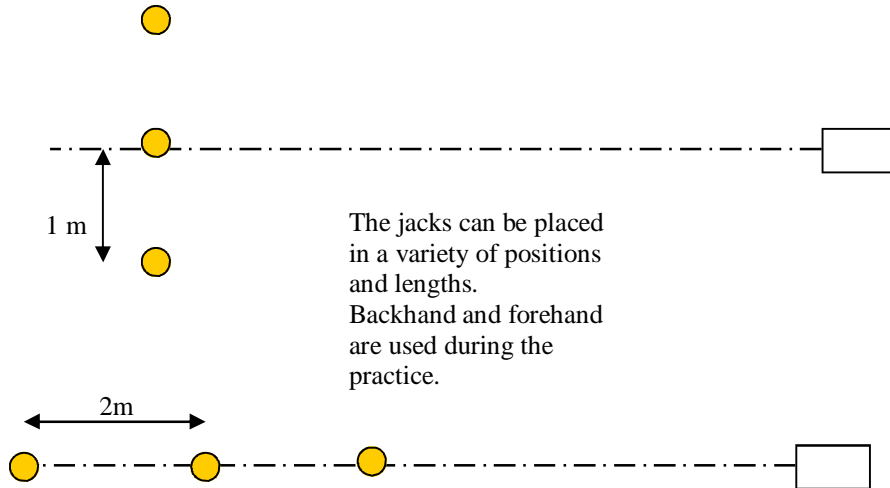 1 m
The jacks can be placed
in a variety of positions
and lengths.
Backhand and forehand
are used during the
practice.
2m